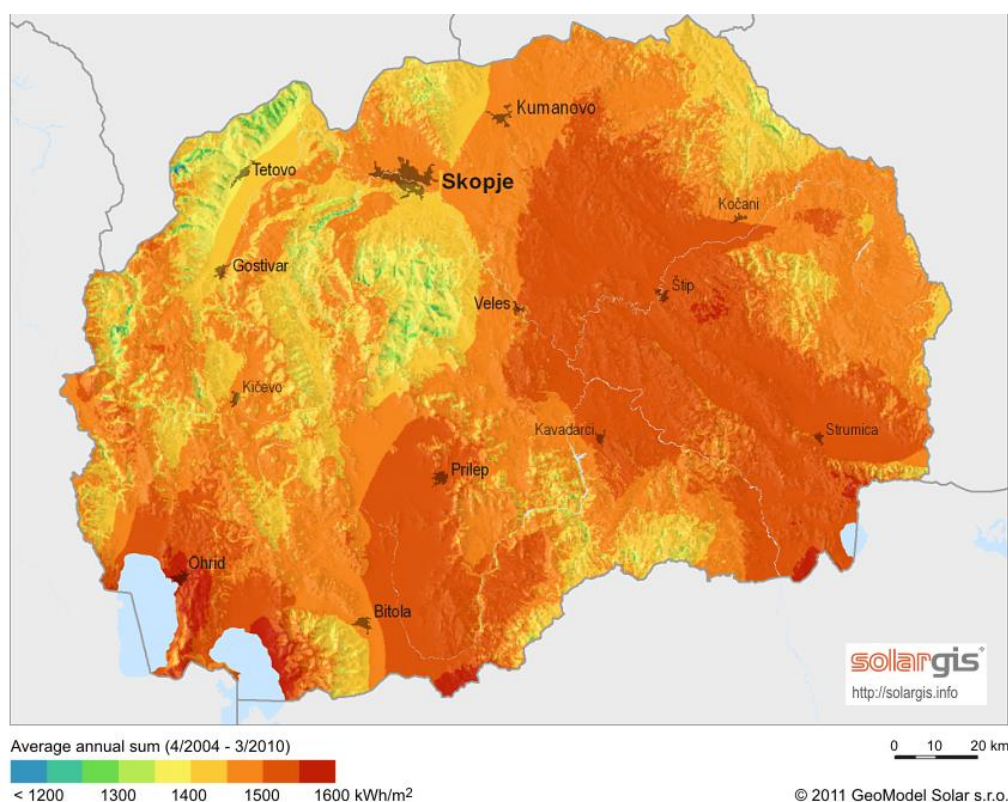 Kumanovo
Tetovo
Skopje
Kočani
Gostivar
Štip
Veles
Kičevo
Kavadarci
Strumica
Prilep
Ohrid
Bitola
solargis
http://solargis.info
Average annual sum (4/2004 - 3/2010)
0 10 20 km
< 1200 1300 1400 1500 1600 kWh/m²
© 2011 GeoModel Solar s.r.o.